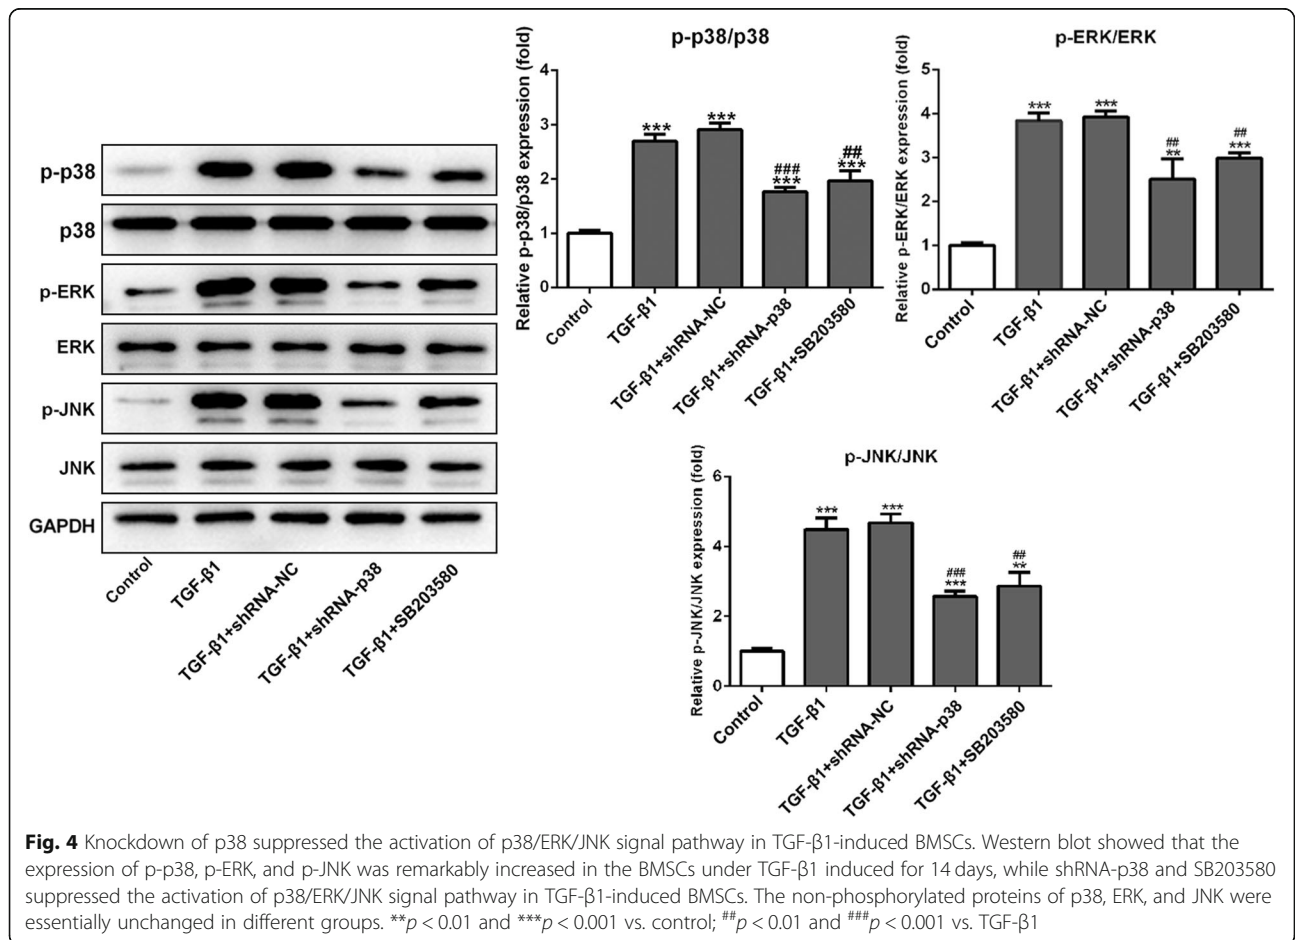 p-p38
p38
p-ERK
ERK
p-JNK
JNK
GAPDH
Control
TGF-β1
TGF-β1+shRNA-NC
TGF-β1+shRNA-p38
TGF-β1+SB203580
p-p38/p38
Relative p-p38/p38 expression (fold)
4
3
2
1
0
***
***
###
***
##
***
Control
TGF-β1
TGF-β1+shRNA-NC
TGF-β1+shRNA-p38
TGF-β1+SB203580
p-ERK/ERK
Relative p-ERK/ERK expression (fold)
5
4
3
2
1
0
***
***
##
**
##
***
Control
TGF-β1
TGF-β1+shRNA-NC
TGF-β1+shRNA-p38
TGF-β1+SB203580
p-JNK/JNK
Relative p-JNK/JNK expression (fold)
6
4
2
0
***
***
###
***
##
**
Control
TGF-β1
TGF-β1+shRNA-NC
TGF-β1+shRNA-p38
TGF-β1+SB203580
Fig. 4 Knockdown of p38 suppressed the activation of p38/ERK/JNK signal pathway in TGF-β1-induced BMSCs. Western blot showed that the
expression of p-p38, p-ERK, and p-JNK was remarkably increased in the BMSCs under TGF-β1 induced for 14 days, while shRNA-p38 and SB203580
suppressed the activation of p38/ERK/JNK signal pathway in TGF-β1-induced BMSCs. The non-phosphorylated proteins of p38, ERK, and JNK were
essentially unchanged in different groups. **p < 0.01 and ***p < 0.001 vs. control; ##p < 0.01 and ###p < 0.001 vs. TGF-β1